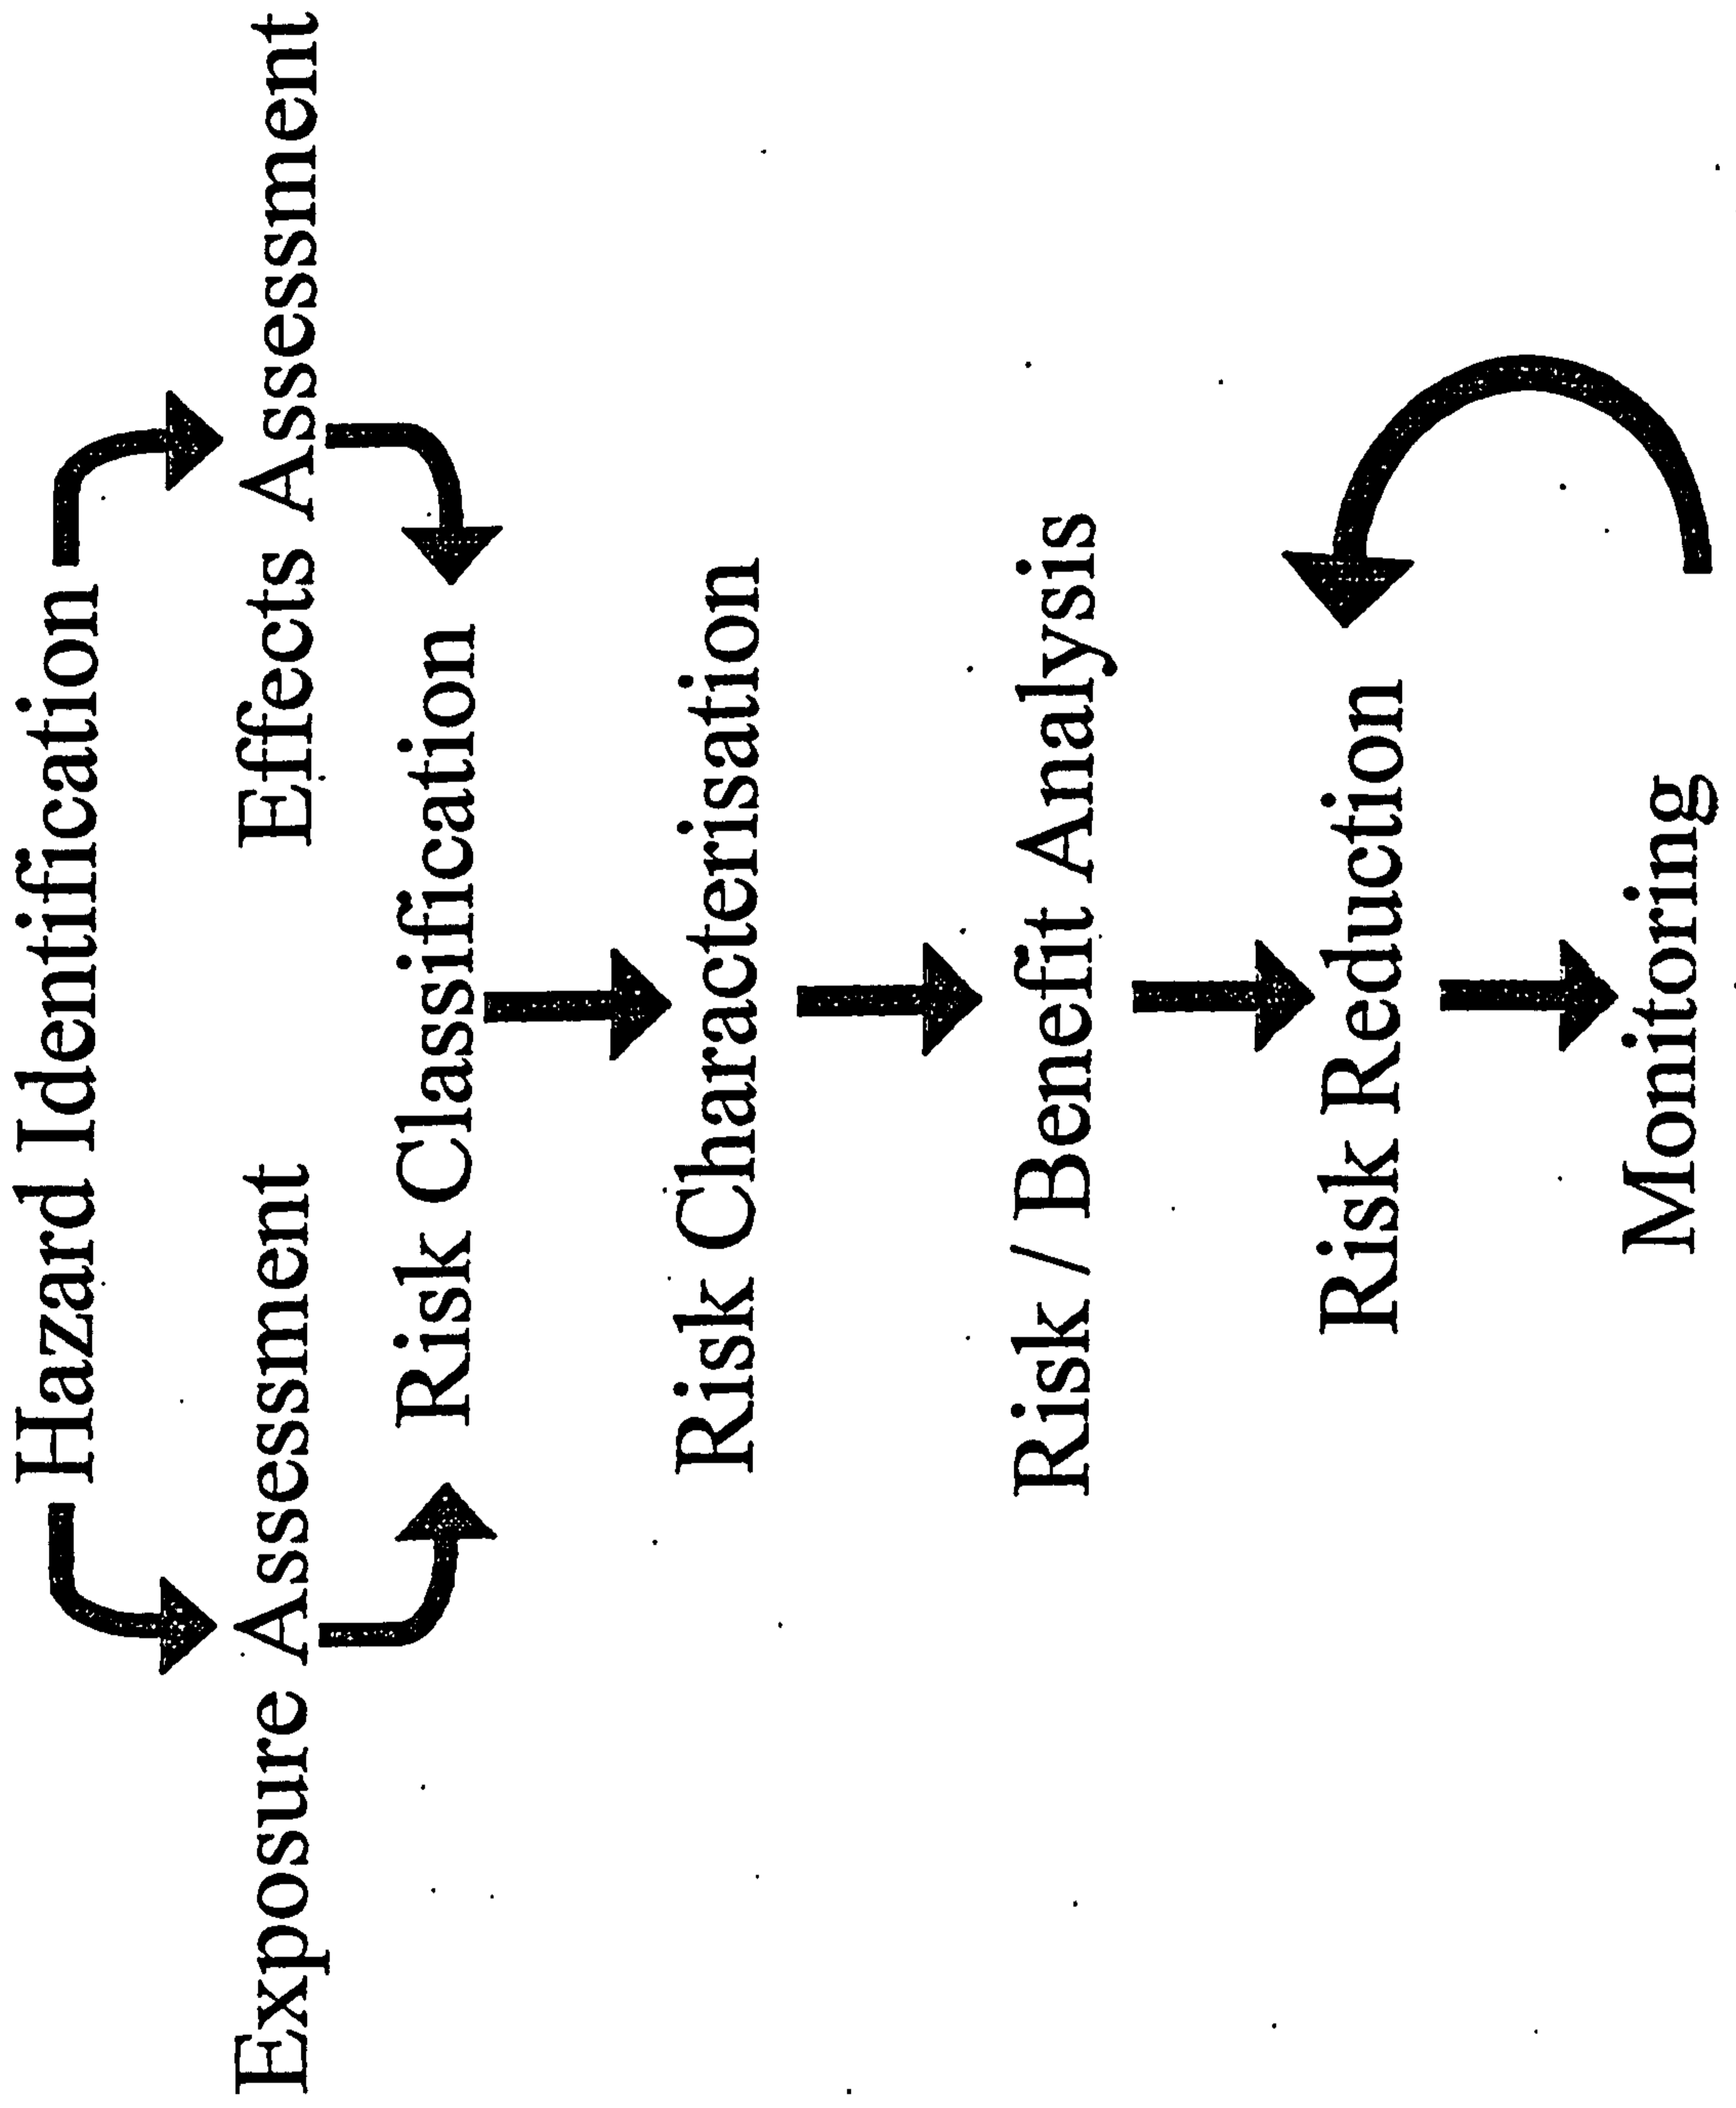 Hazard Identification
Exposure Assessment Effects Assessment
Risk Classification
Risk Characterisation
Risk / Benefit Analysis
Risk Reduction
Monitoring